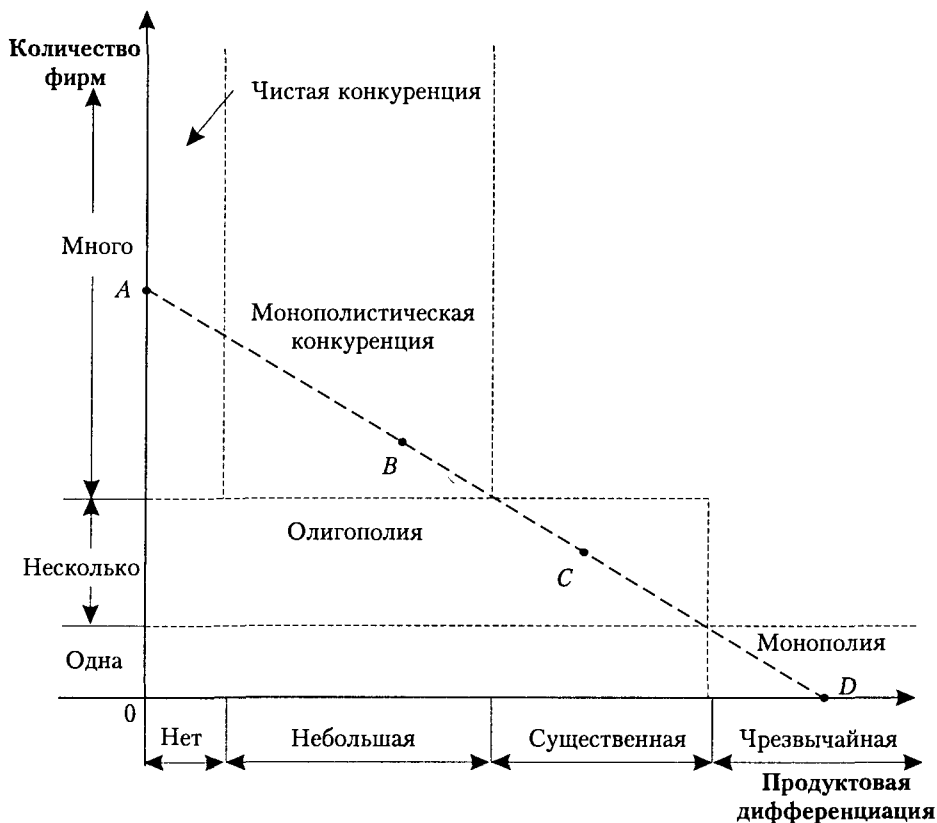 Количество
фирм
Чистая конкуренция
Много
A
Монополистическая
конкуренция
B
Олигополия
Несколько
C
Монополия
Одна
D
0
Нет
Небольшая
Существенная
Чрезвычайная
Продуктовая
дифференциация